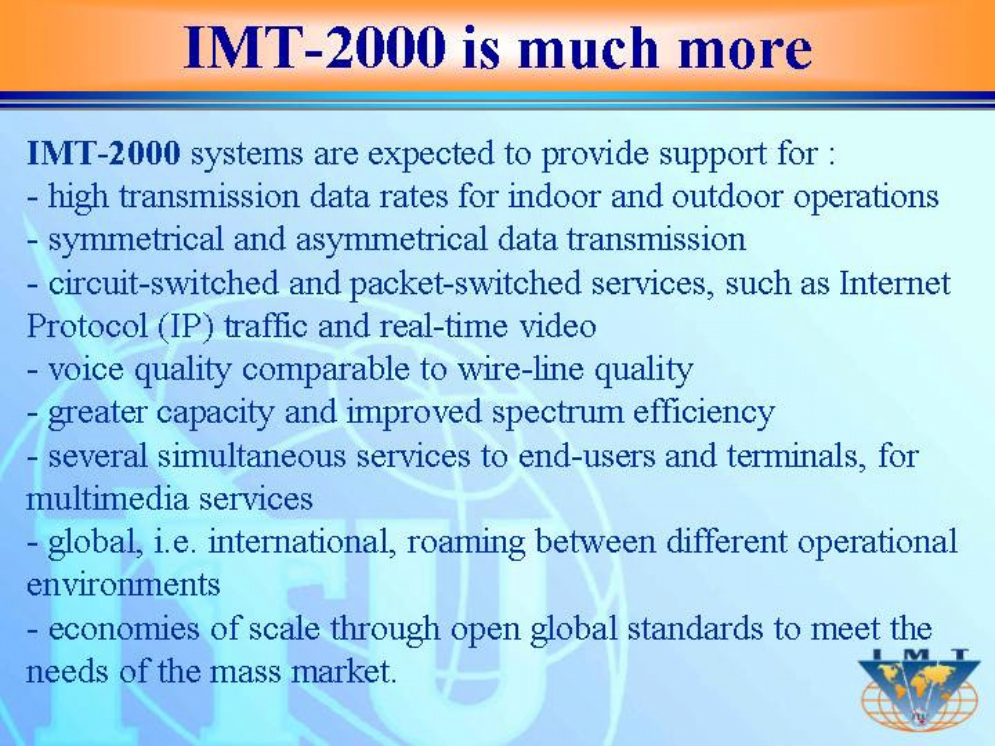 IMT-2000 is much more
IMT-2000 systems are expected to provide support for :
- high transmission data rates for indoor and outdoor operations
- symmetrical and asymmetrical data transmission
- circuit-switched and packet-switched services, such as Internet
Protocol (IP) traffic and real-time video
- voice quality comparable to wire-line quality
- greater capacity and improved spectrum efficiency
- several simultaneous services to end-users and terminals, for
multimedia services
- global, i.e. international, roaming between different operational
environments
- economies of scale through open global standards to meet the
needs of the mass market.
ITU
IMT